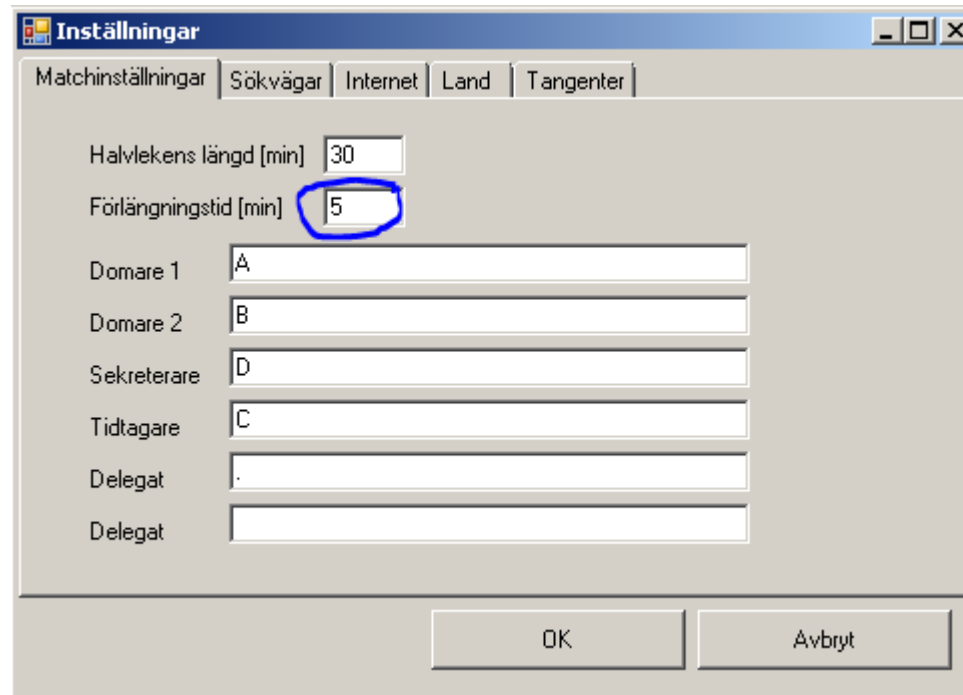 Inställningar
Matchinställningar Sökvägar Internet Land Tangenter
Halvlekens längd [min] 30
Förlängningstid [min] 5
Domare 1 A
Domare 2 B
Sekreterare D
Tidtagare C
Delegat .
Delegat
OK Avbryt